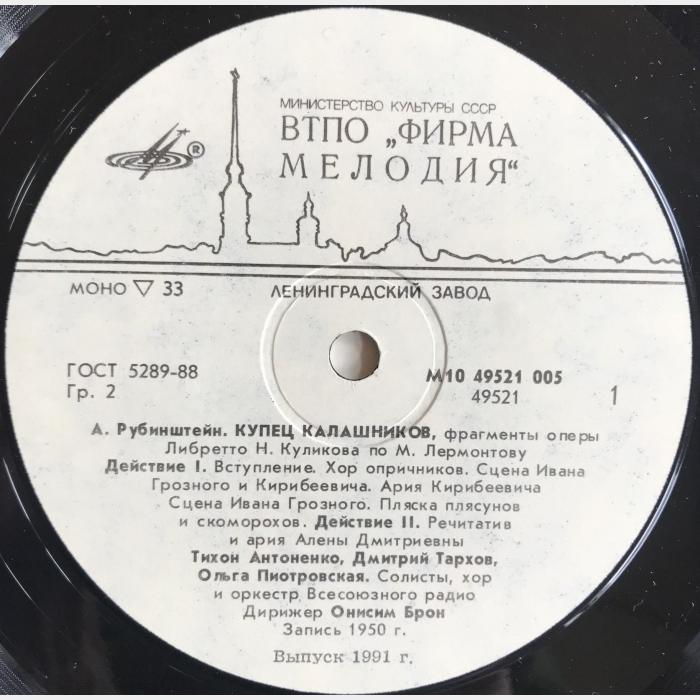 МИНИСТЕРСТВО КУЛЬТУРЫ СССР
ВТПО „ФИРМА
МЕЛОДИЯ“
®
МОНО ▽ 33 ЛЕНИНГРАДСКИЙ ЗАВОД
ГОСТ 5289-88 М10 49521 005
Гр. 2 49521 1
А. Рубинштейн. КУПЕЦ КАЛАШНИКОВ, фрагменты оперы
Либретто Н. Куликова по М. Лермонтову
Действие I. Вступление. Хор опричников. Сцена Ивана
Грозного и Кирибеевича. Ария Кирибеевича
Сцена Ивана Грозного. Пляска плясунов
и скоморохов. Действие II. Речитатив
и ария Алены Дмитриевны
Тихон Антоненко, Дмитрий Тархов,
Ольга Пиотровская. Солисты, хор
и оркестр Всесоюзного радио
Дирижер Онисим Брон
Запись 1950 г.
Выпуск 1991 г.